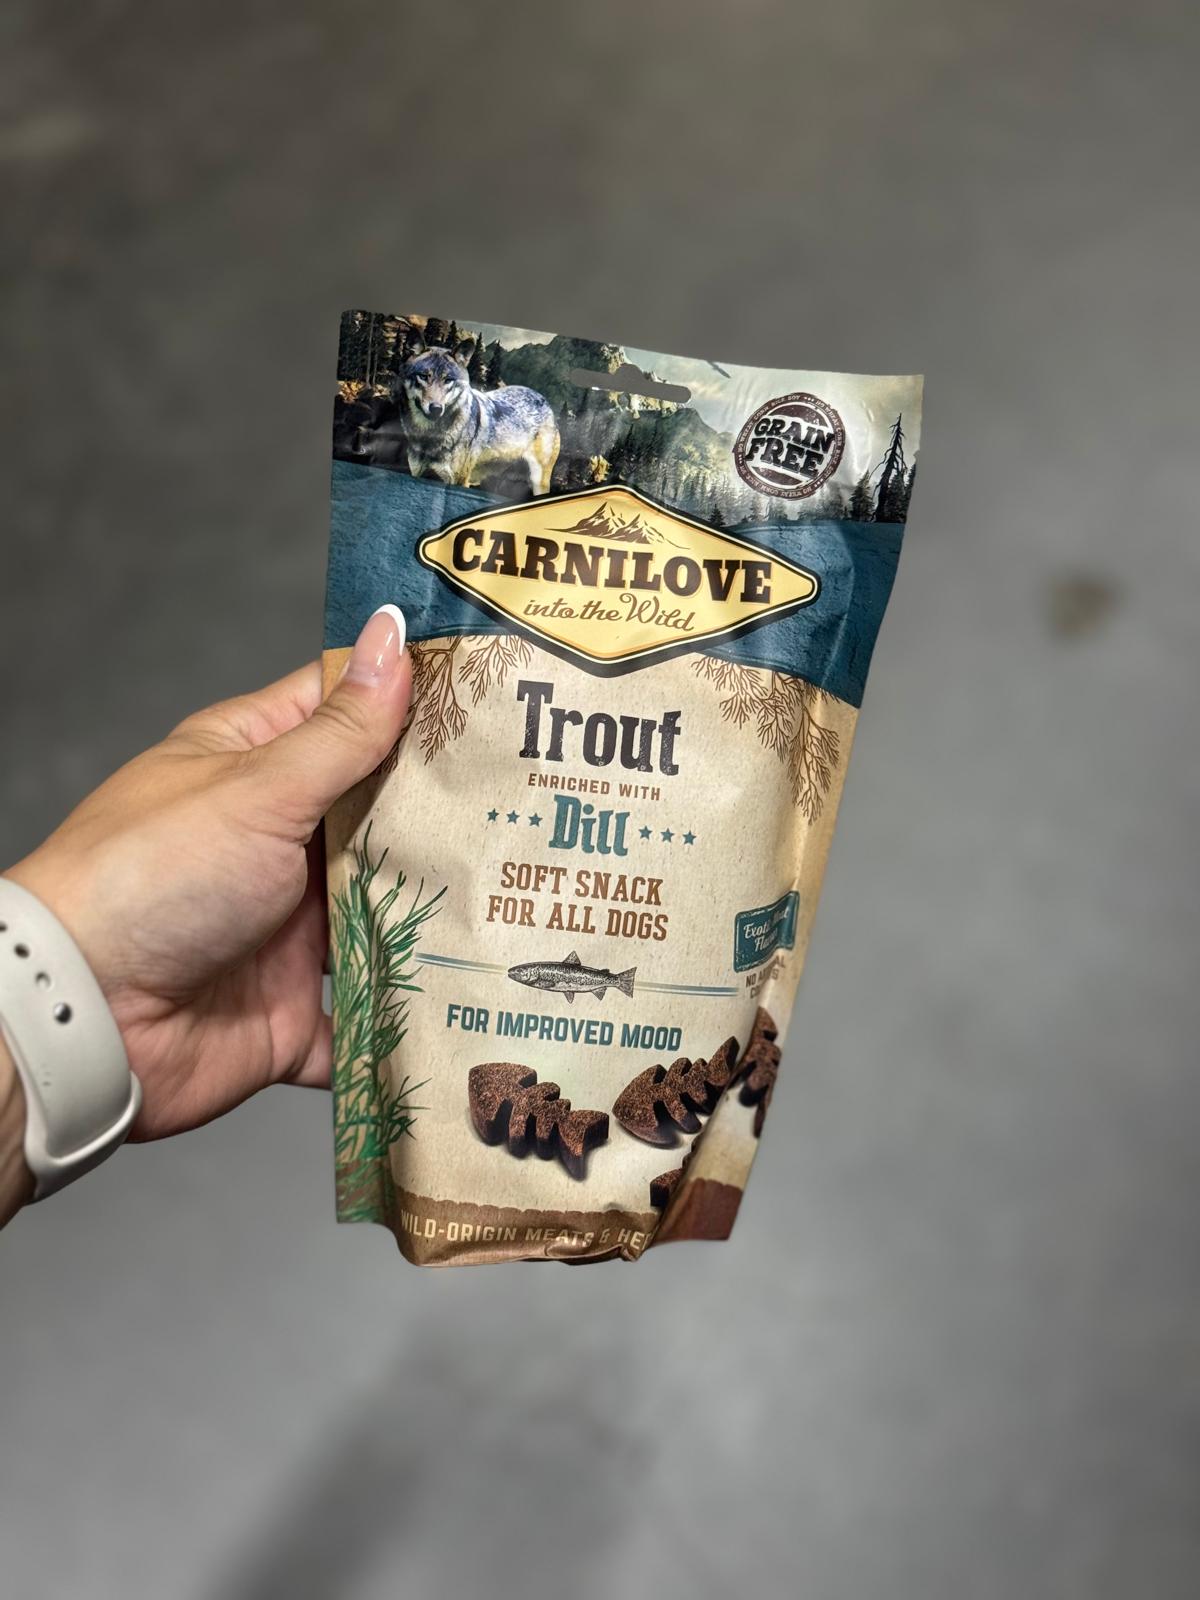 GRAIN
FREE
CARNILOVE
into the Wild
Trout
ENRICHED WITH
Dill
SOFT SNACK
FOR ALL DOGS
FOR IMPROVED MOOD
WILD-ORIGIN MEATS &